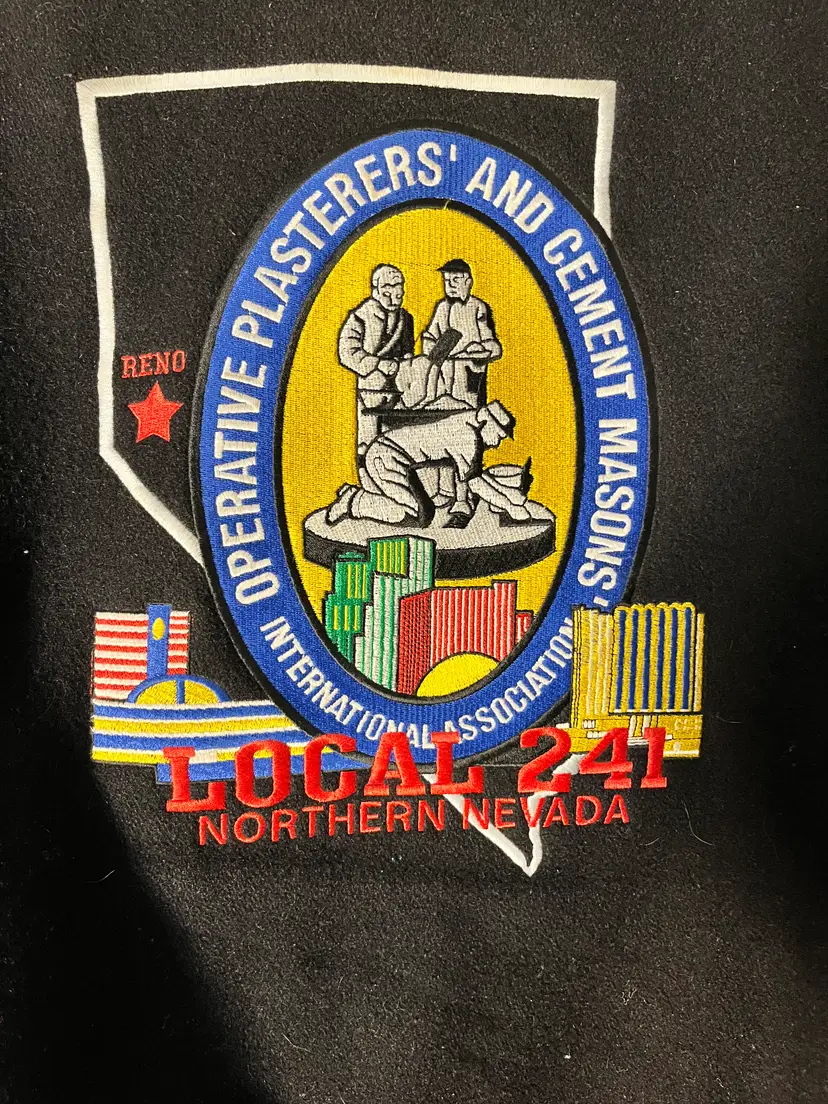 OPERATIVE PLASTERERS' AND CEMENT MASONS'
INTERNATIONAL ASSOCIATION
RENO
LOCAL 241
NORTHERN NEVADA